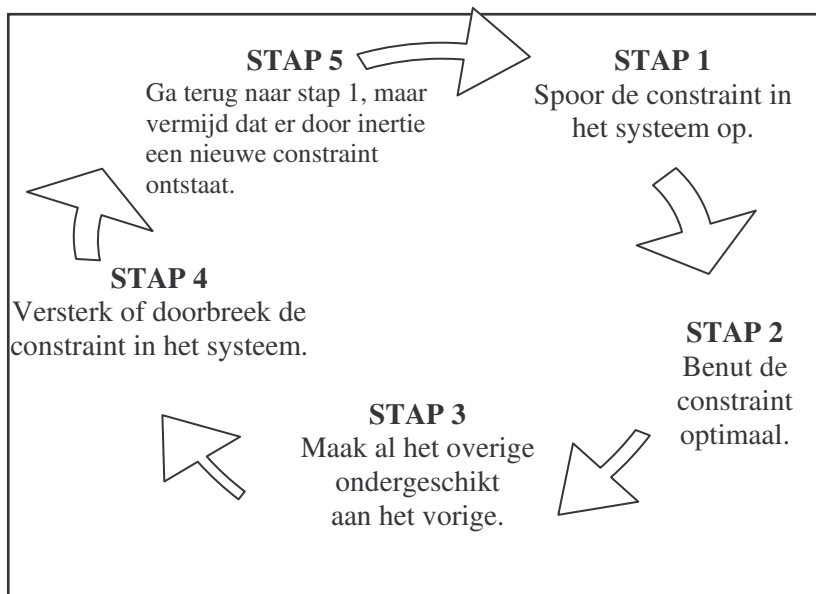 STAP 1
Spoor de constraint in
het systeem op.
STAP 2
Benut de
constraint
optimaal.
STAP 3
Maak al het overige
ondergeschikt
aan het vorige.
STAP 4
Versterk of doorbreek de
constraint in het systeem.
STAP 5
Ga terug naar stap 1, maar
vermijd dat er door inertie
een nieuwe constraint
ontstaat.